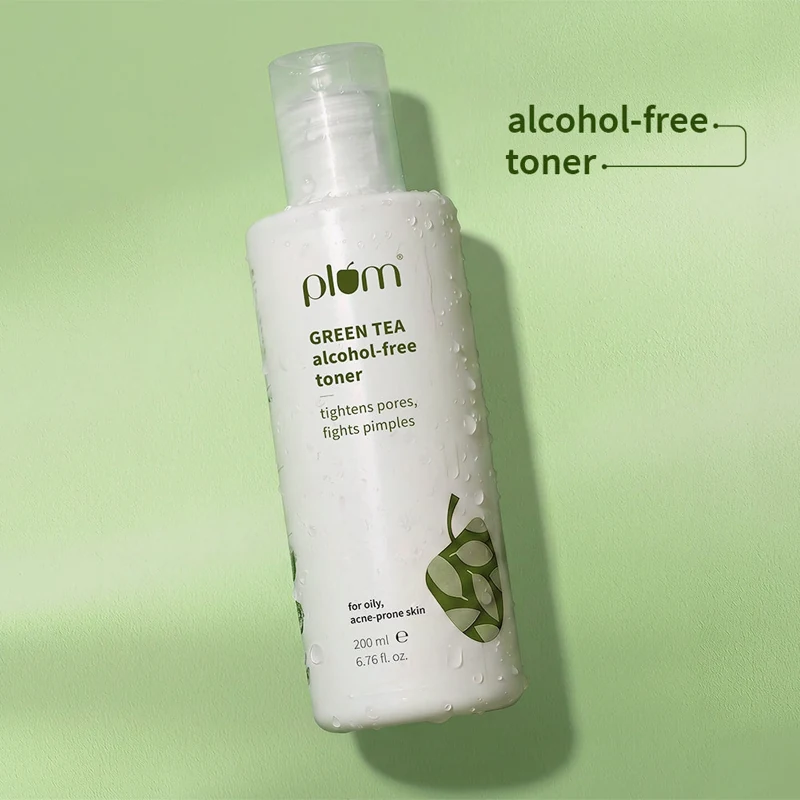 alcohol-free
toner
plum®
GREEN TEA
alcohol-free
toner
tightens pores,
fights pimples
for oily,
acne-prone skin
200 ml ℮
6.76 fl. oz.